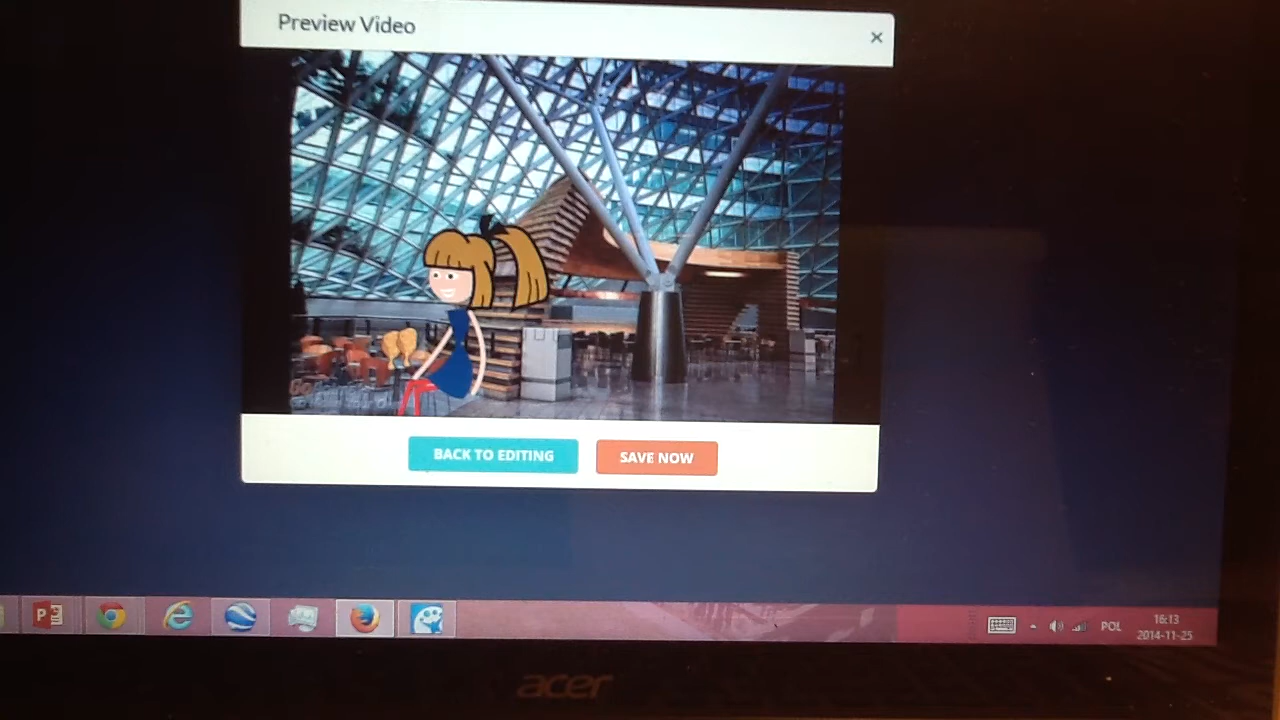 Preview Video
×
BACK TO EDITING
SAVE NOW
P
POL
16:13
2014-11-25
acer